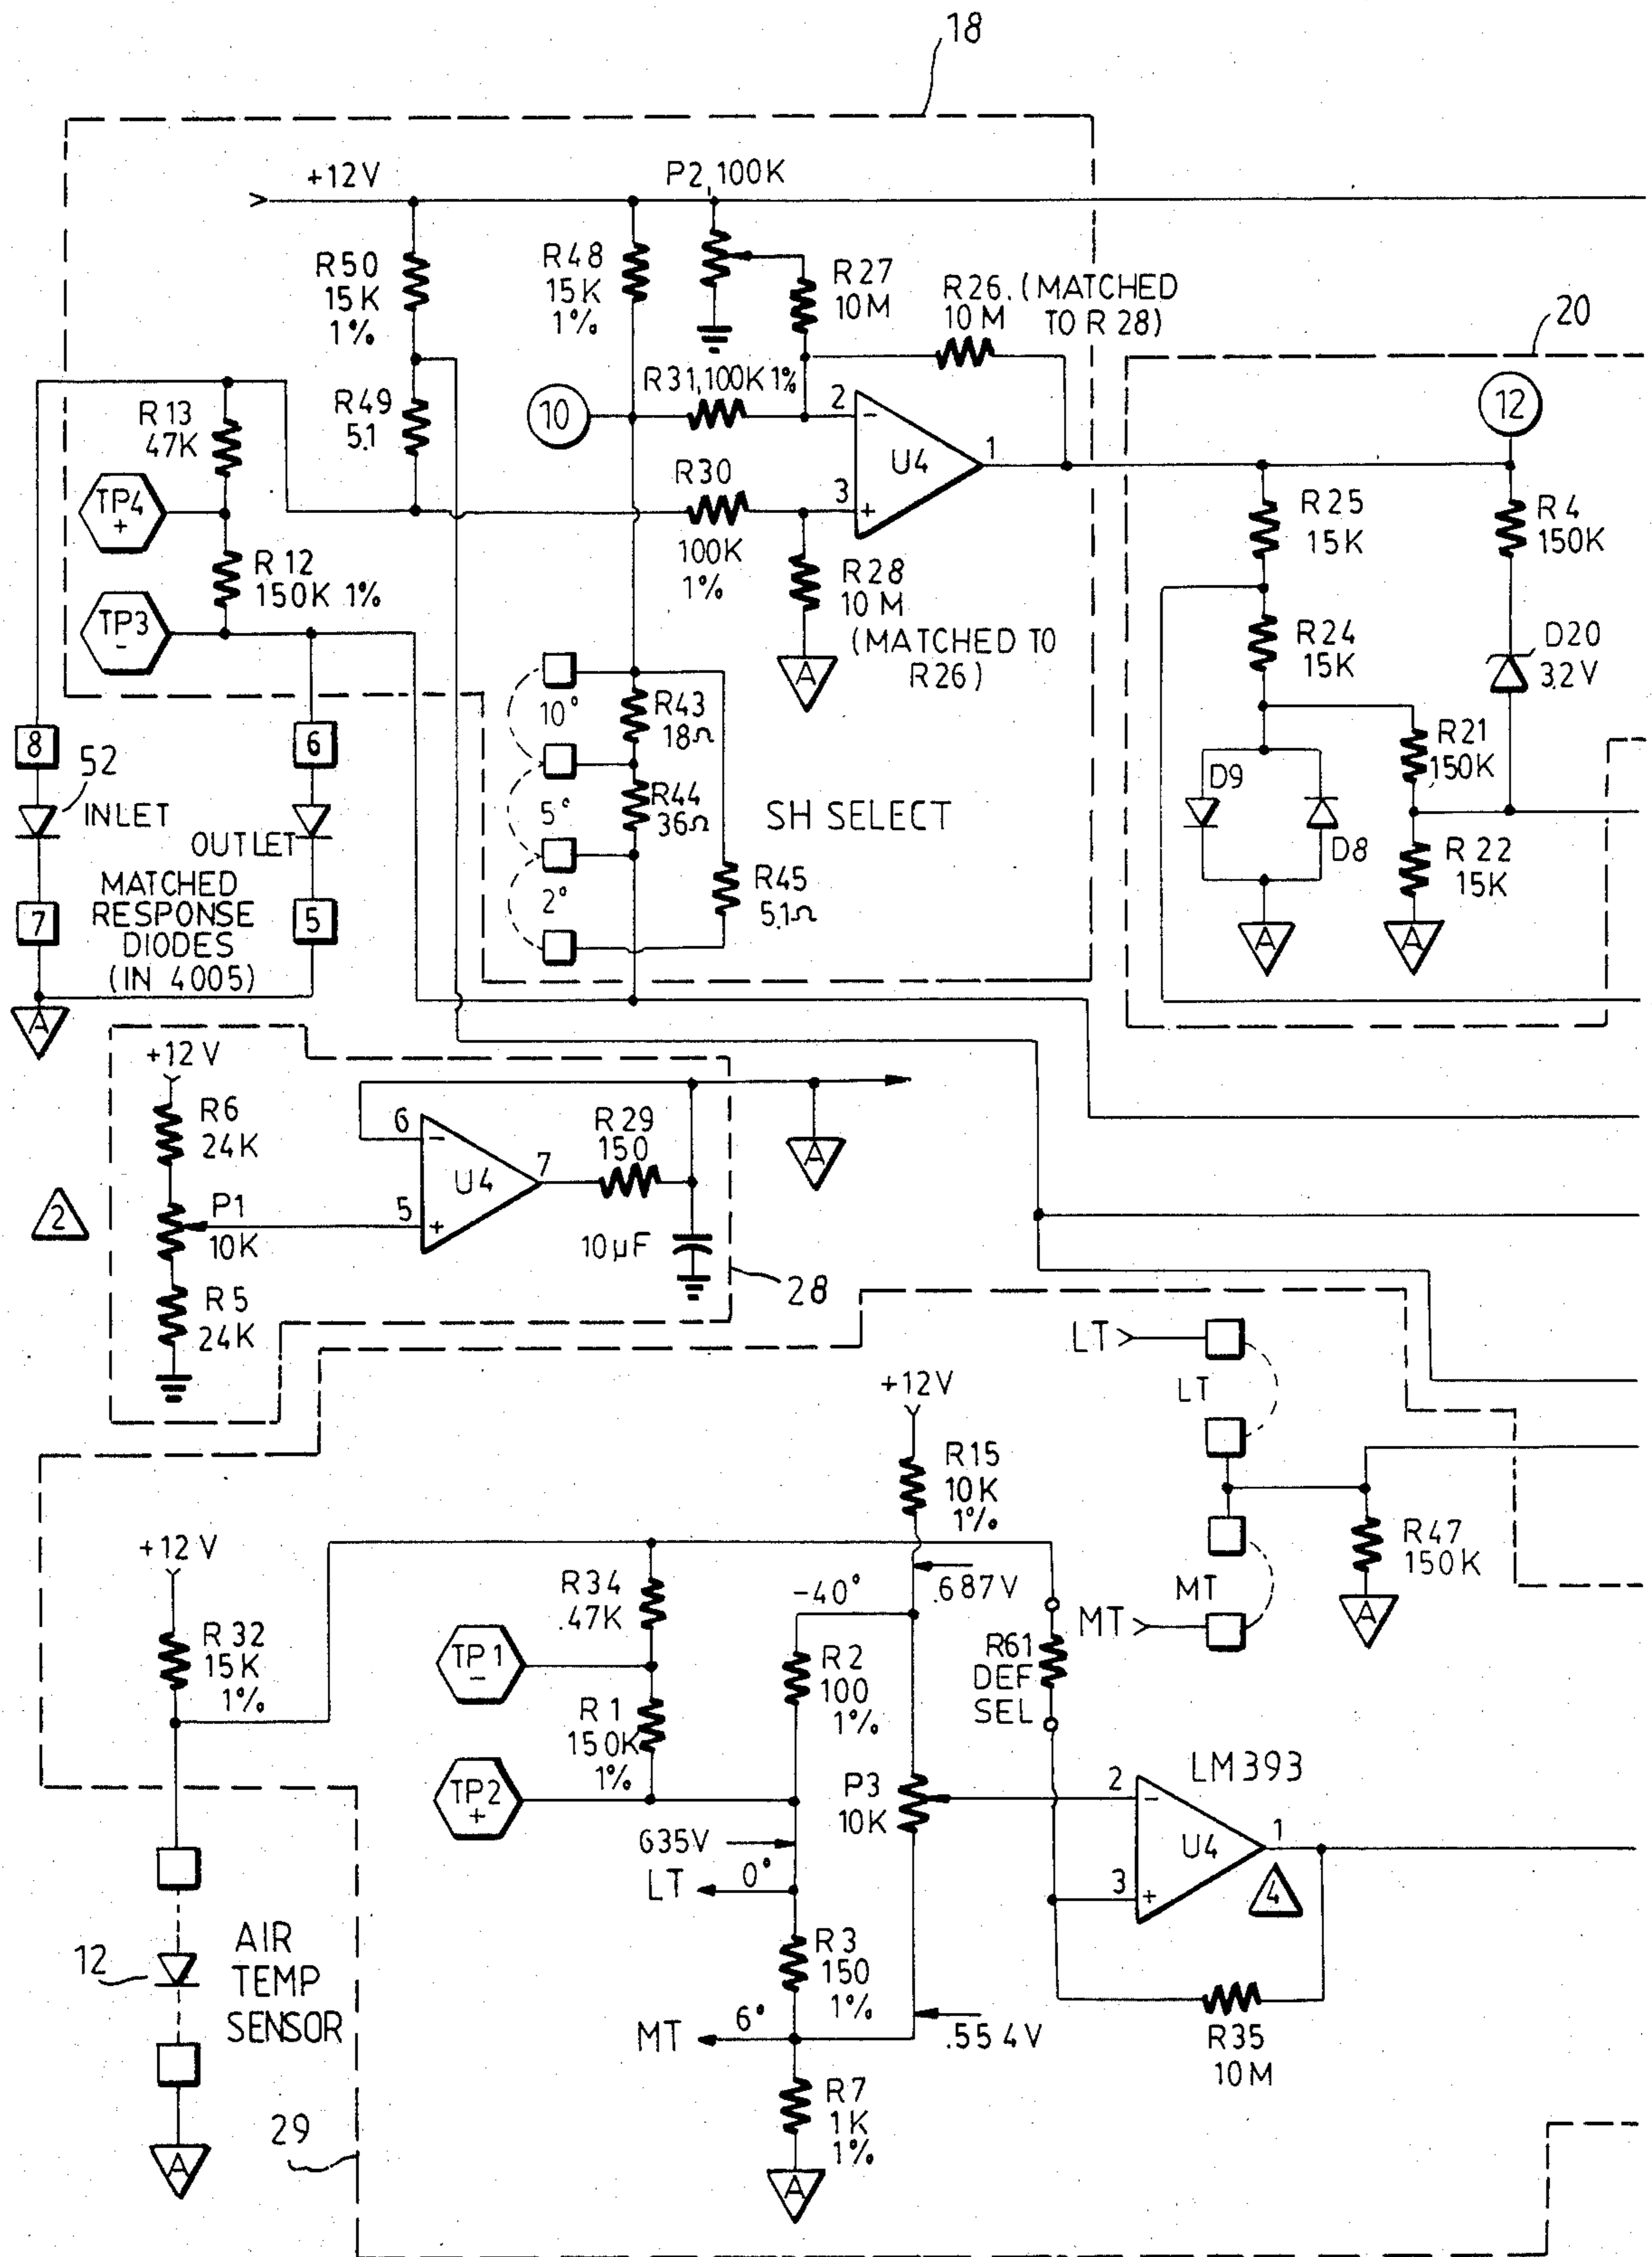 18
+12V
P2,100K
R50
15K
1%
R48
15K
1%
R27
10M
R26.(MATCHED
10M TO R28)
20
R13
47K
R49
5.1
10
R31,100K 1%
2
-
U4
1
12
TP4
+
R30
100K
1%
3
+
R25
15K
R4
150K
R12
150K 1%
R28
10M
(MATCHED TO
R26)
TP3
-
R24
15K
D20
3.2V
8
52
INLET
6
OUTLET
10°
R43
18Ω
5°
R44
36Ω
SH SELECT
D9
D8
R21
150K
R22
15K
7
MATCHED
RESPONSE
DIODES
(IN 4005)
5
2°
R45
5.1Ω
A
A
A
A
+12V
R6
24K
6
-
R29
150
U4
7
A
2
P1
10K
5
+
10µF
28
R5
24K
LT
LT
+12V
R15
10K
1%
+12V
R34
.47K
-40°
.687V
MT
MT
R47
150K
A
R32
15K
1%
TP1
-
R2
100
1%
R61
DEF
SEL
R1
150K
1%
TP2
+
P3
10K
LM393
2
-
U4
1
635V
LT
0°
3
+
4
12
AIR
TEMP
SENSOR
R3
150
1%
MT
6°
.554V
R35
10M
R7
1K
1%
29
A
A